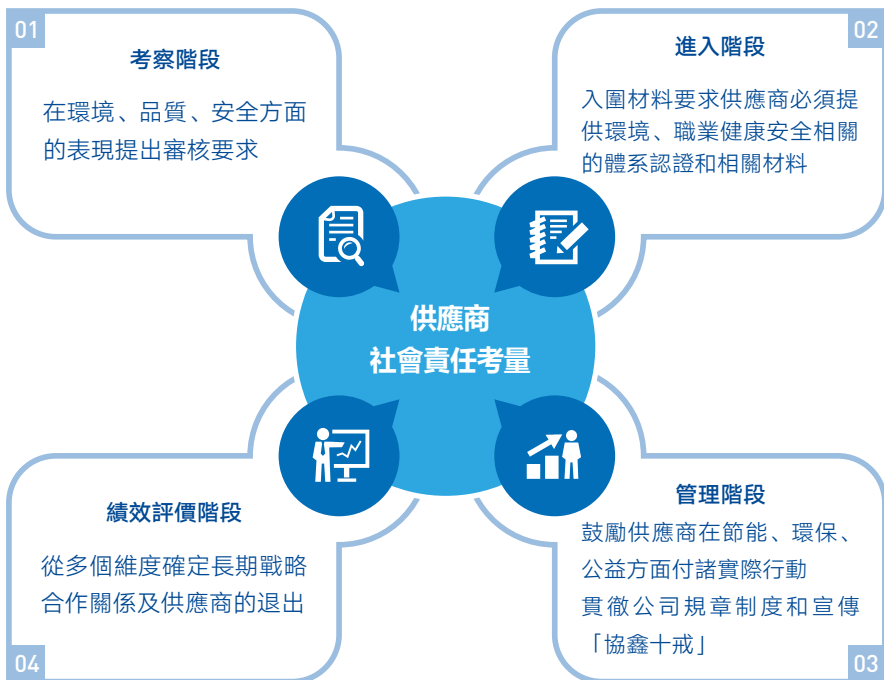 01
考察階段
在環境、品質、安全方面
的表現提出審核要求
02
進入階段
入圍材料要求供應商必須提
供環境、職業健康安全相關
的體系認證和相關材料
供應商
社會責任考量
管理階段
鼓勵供應商在節能、環保、
公益方面付諸實際行動
貫徹公司規章制度和宣傳
「協鑫十戒」
03
績效評價階段
從多個維度確定長期戰略
合作關係及供應商的退出
04